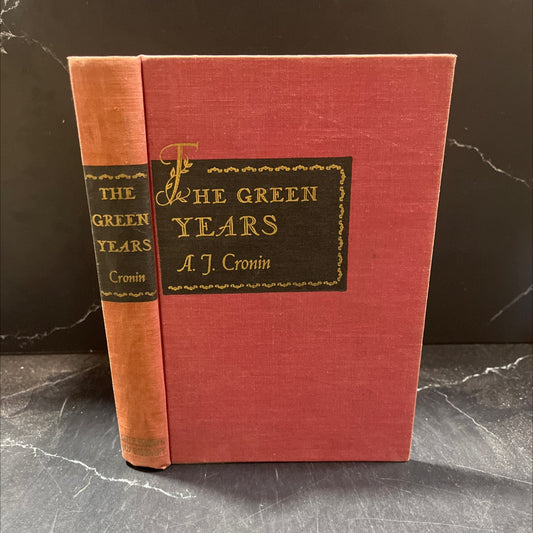 THE
GREEN
YEARS
Cronin
THE GREEN
YEARS
A. J. Cronin